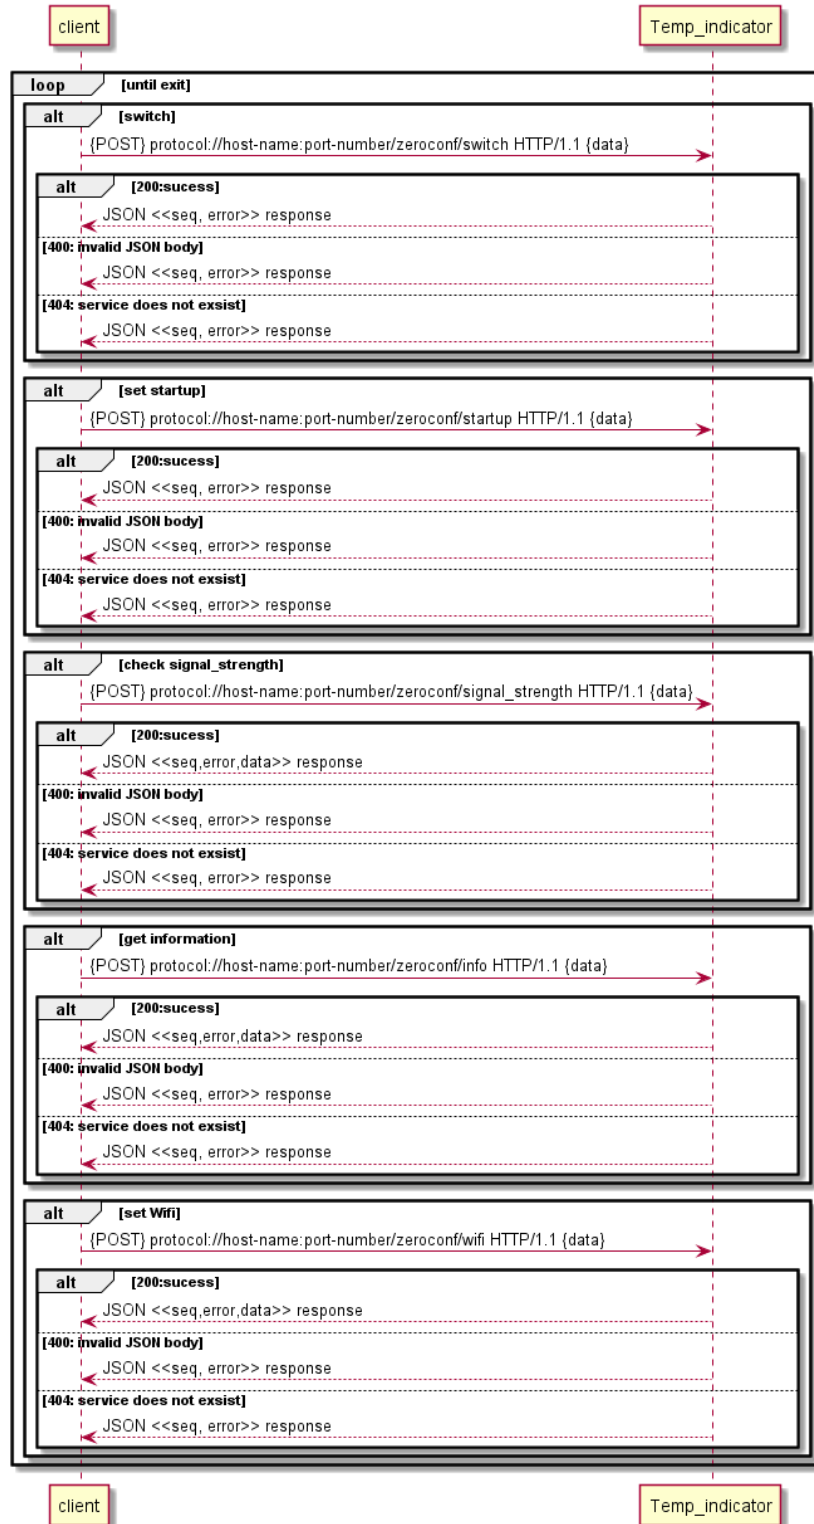 client Temp_indicator
loop [until exit]
alt [switch]
{POST} protocol://host-name:port-number/zeroconf/switch HTTP/1.1 {data}
alt [200:sucess]
JSON <<seq, error>> response
[400: invalid JSON body]
JSON <<seq, error>> response
[404: service does not exsist]
JSON <<seq, error>> response
alt [set startup]
{POST} protocol://host-name:port-number/zeroconf/startup HTTP/1.1 {data}
alt [200:sucess]
JSON <<seq, error>> response
[400: invalid JSON body]
JSON <<seq, error>> response
[404: service does not exsist]
JSON <<seq, error>> response
alt [check signal_strength]
{POST} protocol://host-name:port-number/zeroconf/signal_strength HTTP/1.1 {data}
alt [200:sucess]
JSON <<seq,error,data>> response
[400: invalid JSON body]
JSON <<seq, error>> response
[404: service does not exsist]
JSON <<seq, error>> response
alt [get information]
{POST} protocol://host-name:port-number/zeroconf/info HTTP/1.1 {data}
alt [200:sucess]
JSON <<seq,error,data>> response
[400: invalid JSON body]
JSON <<seq, error>> response
[404: service does not exsist]
JSON <<seq, error>> response
alt [set Wifi]
{POST} protocol://host-name:port-number/zeroconf/wifi HTTP/1.1 {data}
alt [200:sucess]
JSON <<seq,error,data>> response
[400: invalid JSON body]
JSON <<seq, error>> response
[404: service does not exsist]
JSON <<seq, error>> response
client Temp_indicator